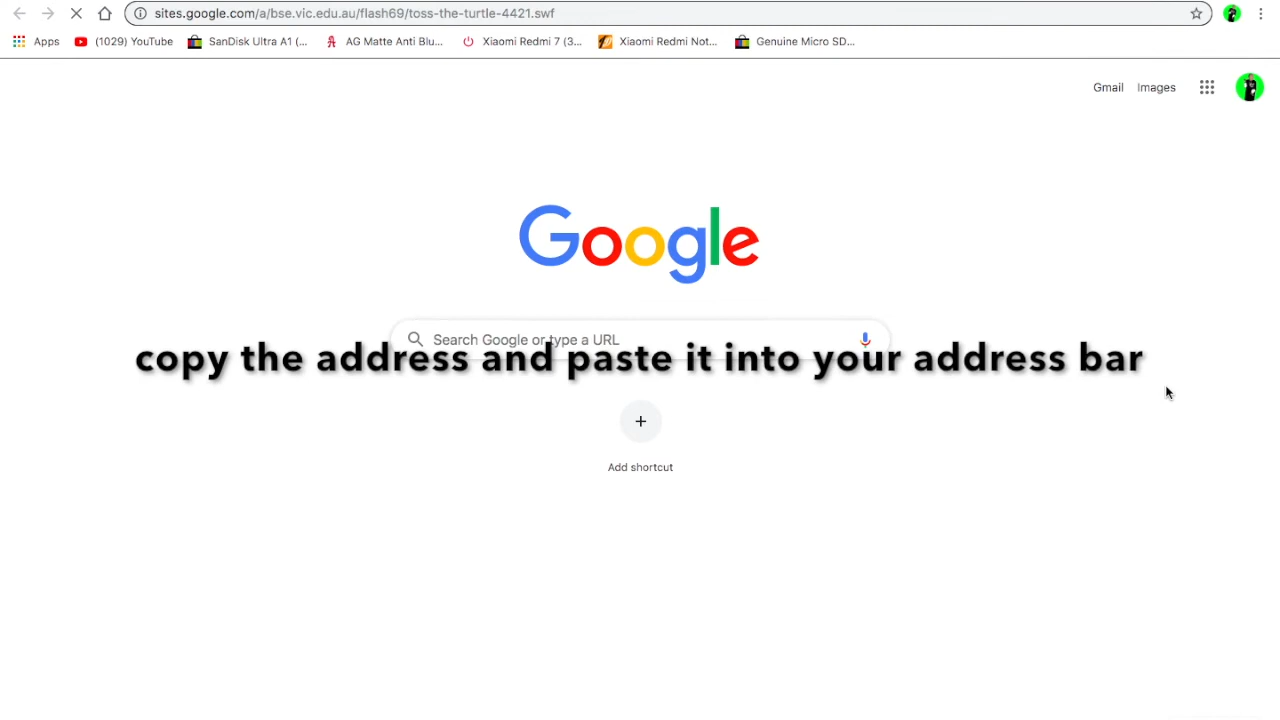 sites.google.com/a/bse.vic.edu.au/flash69/toss-the-turtle-4421.swf
Apps (1029) YouTube SanDisk Ultra A1 (... AG Matte Anti Blu... Xiaomi Redmi 7 (3... Xiaomi Redmi Not... Genuine Micro SD...
Gmail Images
Google
Search Google or type a URL
copy the address and paste it into your address bar
Add shortcut